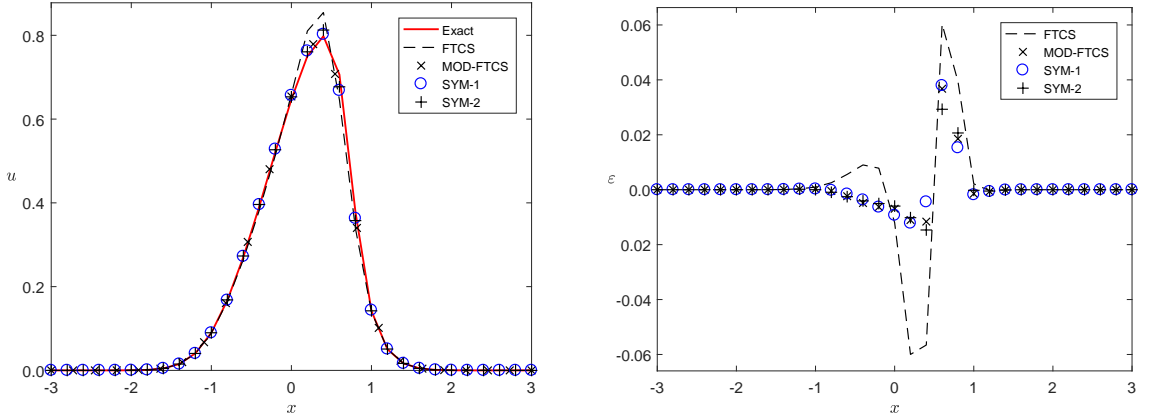 0.8
0.6
0.4
0.2
0.0
u
-3
-2
-1
0
1
2
3
x
Exact
FTCS
MOD-FTCS
SYM-1
SYM-2
0.06
0.04
0.02
0.0
-0.02
-0.04
-0.06
ε
-3
-2
-1
0
1
2
3
x
FTCS
MOD-FTCS
SYM-1
SYM-2